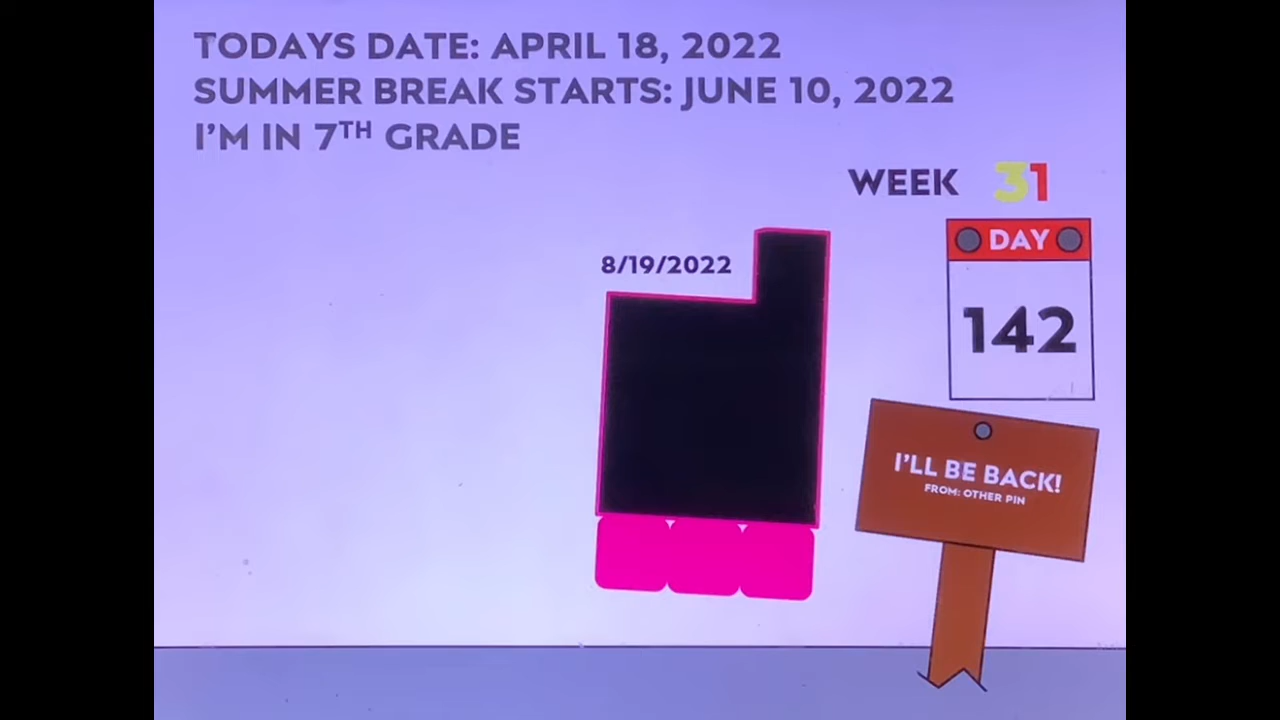 TODAYS DATE: APRIL 18, 2022
SUMMER BREAK STARTS: JUNE 10, 2022
I'M IN 7TH GRADE
WEEK 31
8/19/2022
DAY
142
I'LL BE BACK!
FROM: OTHER PIN